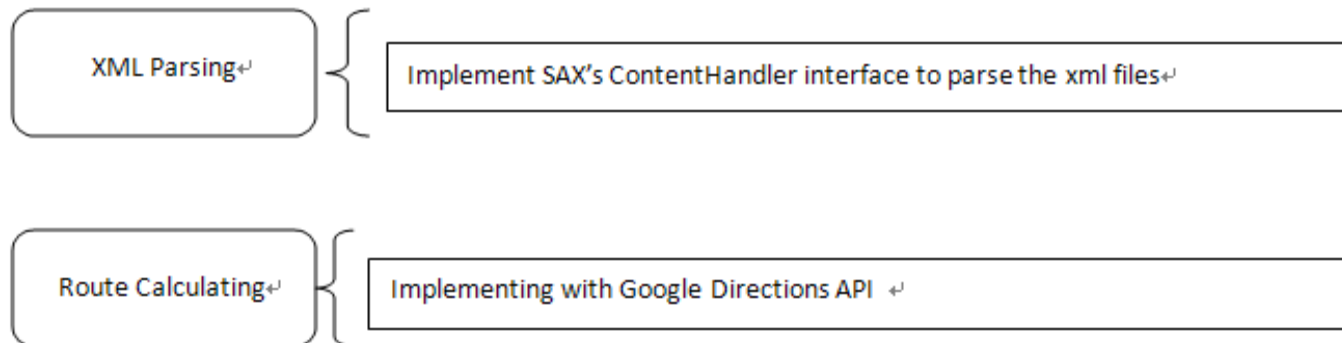 XML Parsing
Implement SAX's ContentHandler interface to parse the xml files
Route Calculating
Implementing with Google Directions API